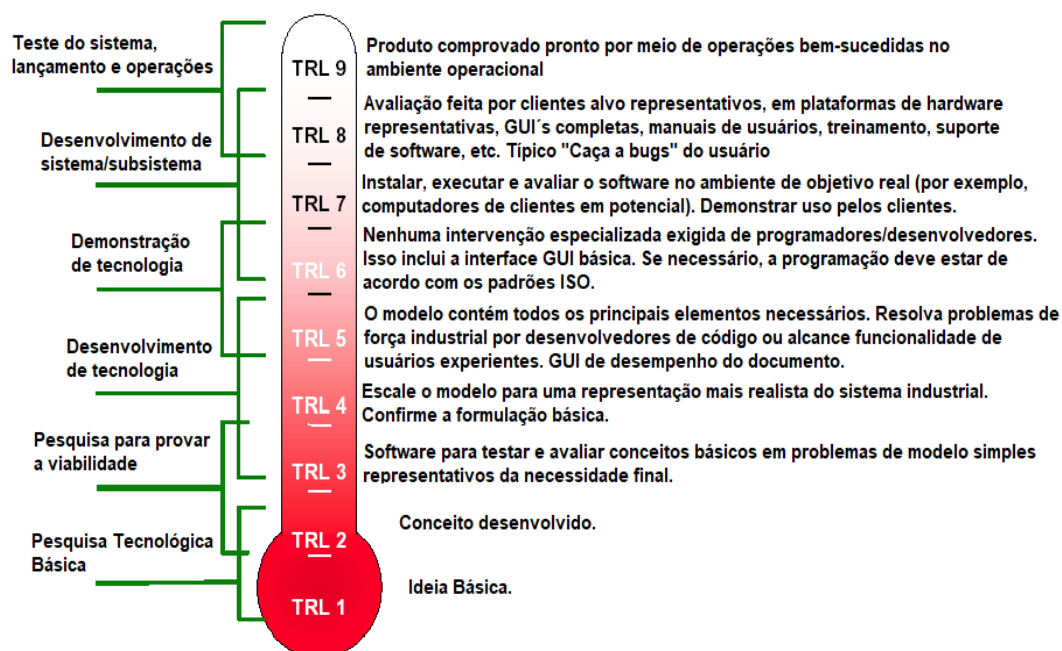 Teste do sistema,
lançamento e operações
TRL 9
Produto comprovado pronto por meio de operações bem-sucedidas no
ambiente operacional
Desenvolvimento de
sistema/subsistema
TRL 8
Avaliação feita por clientes alvo representativos, em plataformas de hardware
representativas, GUI´s completas, manuais de usuários, treinamento, suporte
de software, etc. Típico "Caça a bugs" do usuário
TRL 7
Instalar, executar e avaliar o software no ambiente de objetivo real (por exemplo,
computadores de clientes em potencial). Demonstrar uso pelos clientes.
Demonstração
de tecnologia
TRL 6
Nenhuma intervenção especializada exigida de programadores/desenvolvedores.
Isso inclui a interface GUI básica. Se necessário, a programação deve estar de
acordo com os padrões ISO.
Desenvolvimento
de tecnologia
TRL 5
O modelo contém todos os principais elementos necessários. Resolva problemas de
força industrial por desenvolvedores de código ou alcance funcionalidade de
usuários experientes. GUI de desempenho do documento.
TRL 4
Escale o modelo para uma representação mais realista do sistema industrial.
Confirme a formulação básica.
Pesquisa para provar
a viabilidade
TRL 3
Software para testar e avaliar conceitos básicos em problemas de modelo simples
representativos da necessidade final.
Pesquisa Tecnológica
Básica
TRL 2
Conceito desenvolvido.
TRL 1
Ideia Básica.